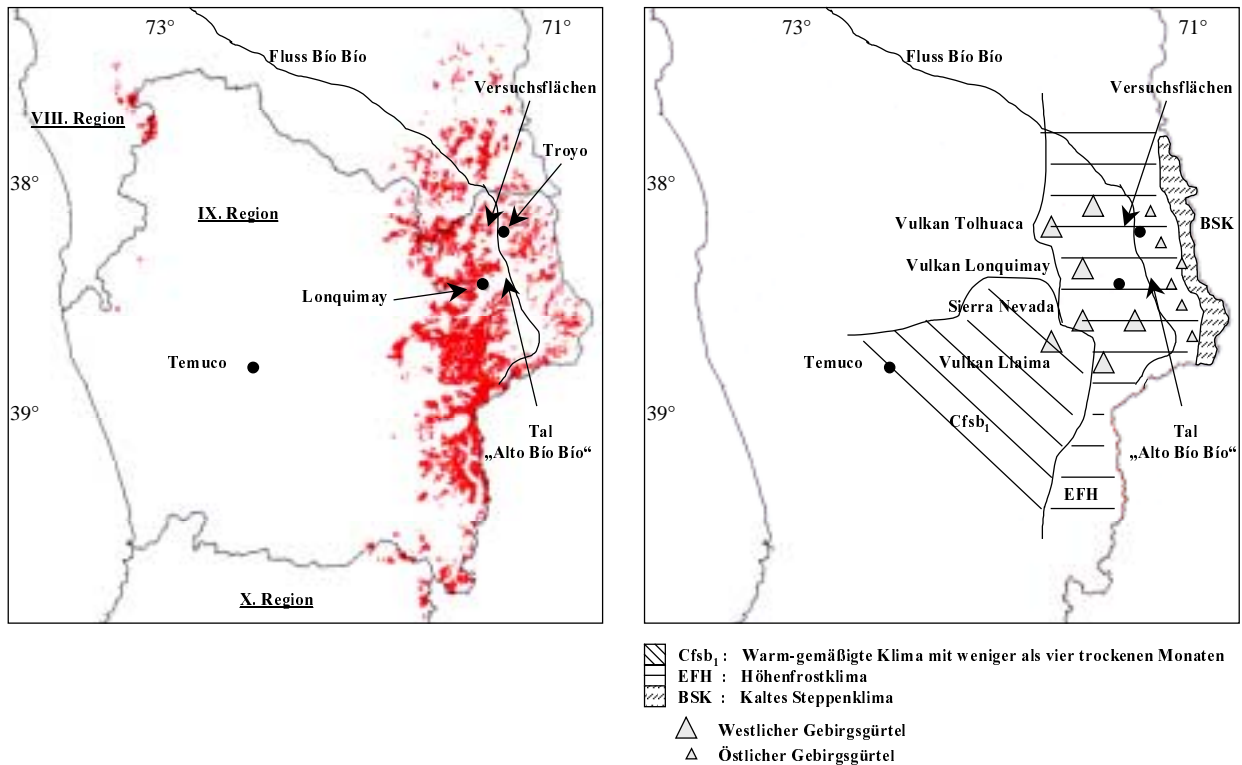 73°
71°
Fluss Bío Bío
Versuchsflächen
VIII. Region
Troyo
38°
IX. Region
Lonquimay
Temuco
39°
Tal
„Alto Bío Bío“
X. Region
73°
71°
Fluss Bío Bío
Versuchsflächen
38°
Vulkan Tolhuaca
BSK
Vulkan Lonquimay
Sierra Nevada
Temuco
Vulkan Llaima
39°
Cfsb₁
Tal
„Alto Bío Bío“
EFH
Cfsb₁ : Warm-gemäßigte Klima mit weniger als vier trockenen Monaten
EFH : Höhenfrostklima
BSK : Kaltes Steppenklima
Westlicher Gebirgsgürtel
Östlicher Gebirgsgürtel